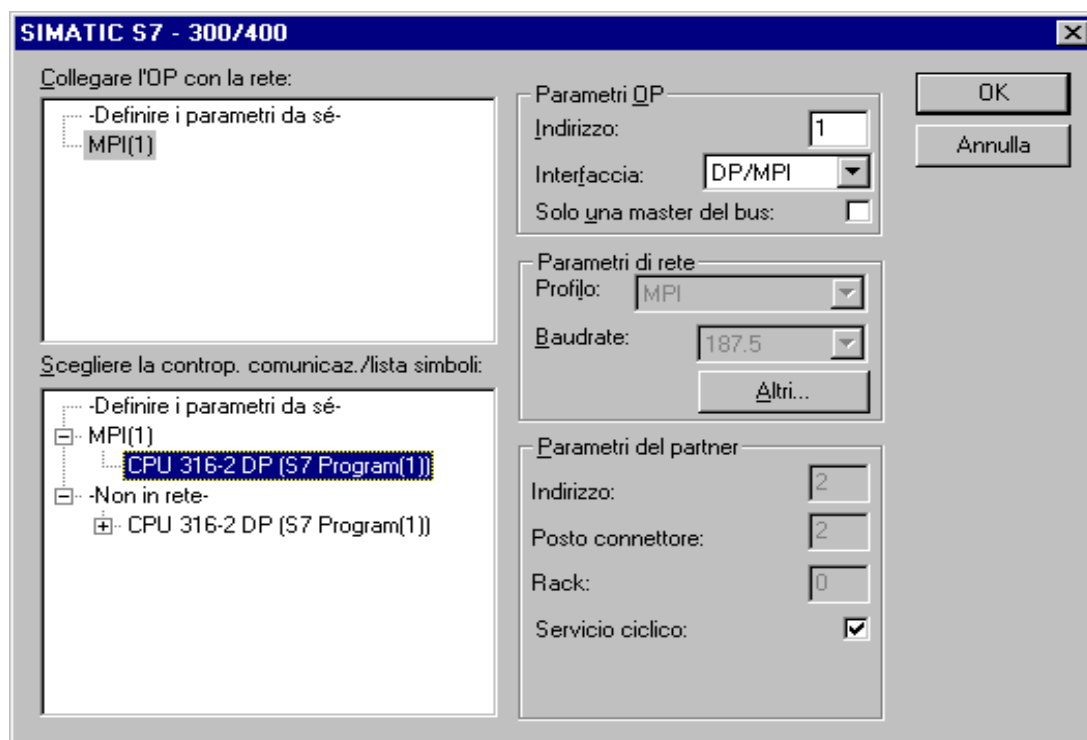 SIMATIC S7 - 300/400
Collegare l'OP con la rete:
-Definire i parametri da sé-
MPI(1)
Scegliere la controp. comunicaz./lista simboli:
-Definire i parametri da sé-
MPI(1)
CPU 316-2 DP (S7 Program(1))
-Non in rete-
CPU 316-2 DP (S7 Program(1))
Parametri OP
Indirizzo: 1
Interfaccia: DP/MPI
Solo una master del bus:
Parametri di rete
Profilo: MPI
Baudrate: 187.5
Altri...
Parametri del partner
Indirizzo: 2
Posto connettore: 2
Rack: 0
Servicio ciclico:
OK
Annulla